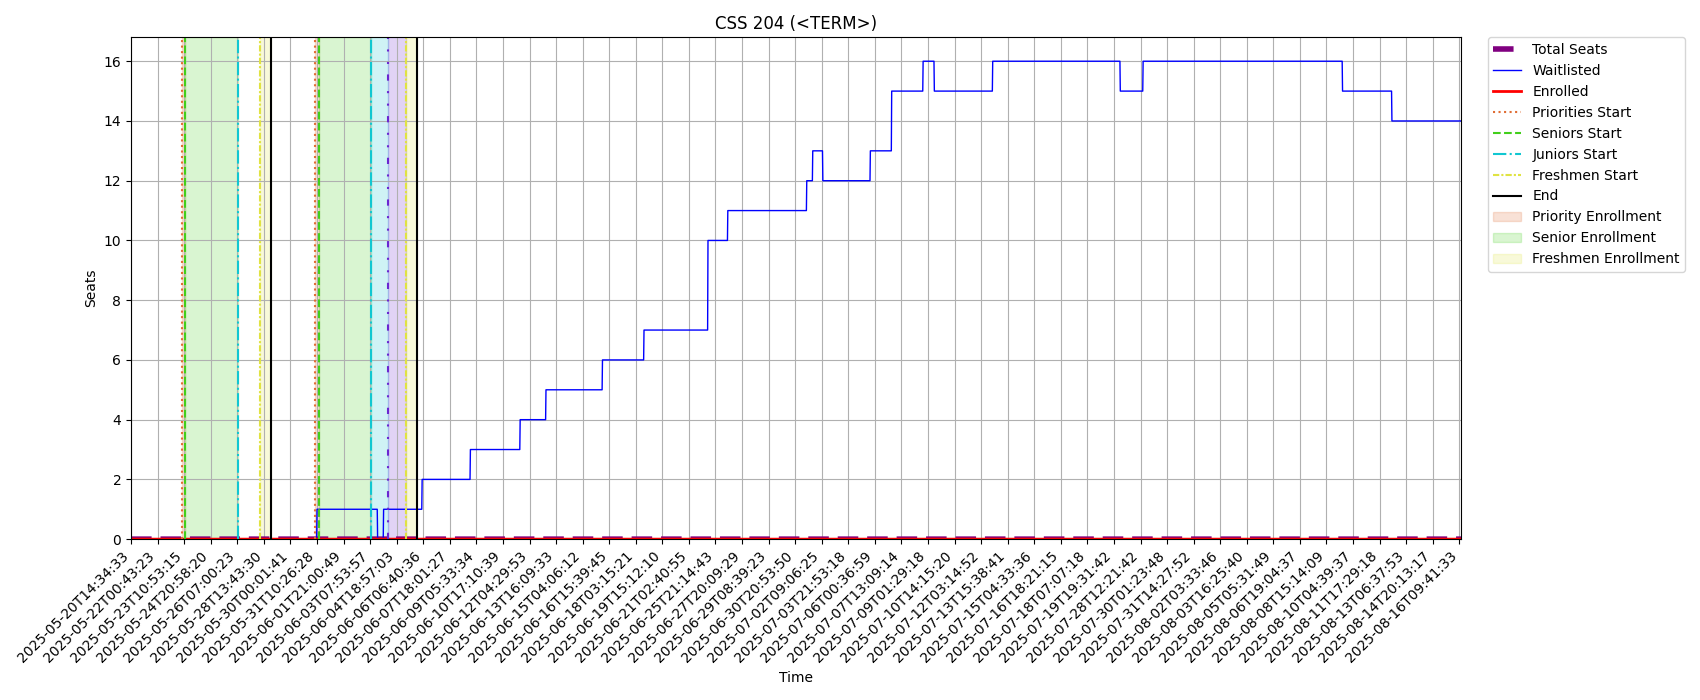 CSS 204 (<TERM>)
Total Seats
Waitlisted
Enrolled
Priorities Start
Seniors Start
Juniors Start
Freshmen Start
End
Priority Enrollment
Senior Enrollment
Freshmen Enrollment
Seats
16
14
12
10
8
6
4
2
0
2025-05-20T14:34:33
2025-05-22T00:43:23
2025-05-23T10:53:15
2025-05-24T20:58:20
2025-05-26T07:00:23
2025-05-28T13:43:30
2025-05-30T00:01:41
2025-05-31T10:26:28
2025-06-01T21:00:49
2025-06-03T07:53:57
2025-06-04T18:57:03
2025-06-06T06:40:36
2025-06-07T18:01:27
2025-06-09T05:33:34
2025-06-10T17:10:39
2025-06-12T04:29:53
2025-06-13T16:09:33
2025-06-15T04:06:12
2025-06-16T15:39:45
2025-06-18T03:15:21
2025-06-19T15:12:10
2025-06-21T02:40:55
2025-06-25T21:14:43
2025-06-27T20:09:29
2025-06-29T08:39:23
2025-06-30T20:53:50
2025-07-02T09:06:25
2025-07-03T21:53:18
2025-07-06T00:36:59
2025-07-07T13:09:14
2025-07-09T01:29:18
2025-07-10T14:15:20
2025-07-12T03:14:52
2025-07-13T15:38:41
2025-07-15T04:33:36
2025-07-16T18:21:15
2025-07-18T07:07:18
2025-07-19T19:31:42
2025-07-28T12:21:42
2025-07-30T01:23:48
2025-07-31T14:27:52
2025-08-02T03:33:46
2025-08-03T16:25:40
2025-08-05T05:31:49
2025-08-06T19:04:37
2025-08-08T15:14:09
2025-08-10T04:39:37
2025-08-11T17:29:18
2025-08-13T06:37:53
2025-08-14T20:13:17
2025-08-16T09:41:33
Time